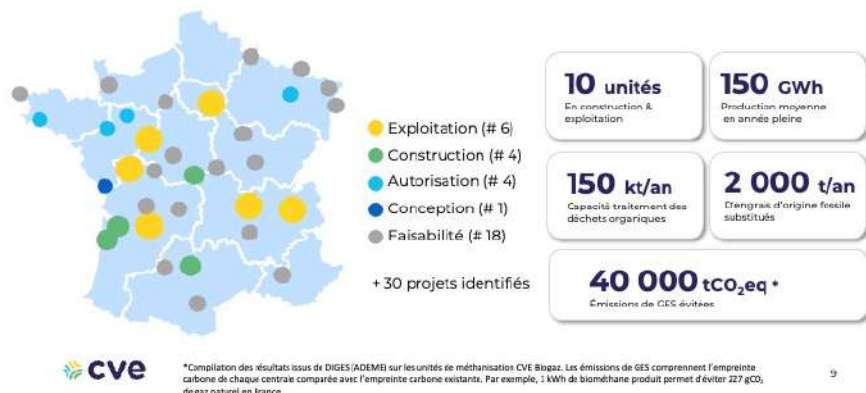 Exploitation (# 6)
Construction (# 4)
Autorisation (# 4)
Conception (# 1)
Faisabilité (# 18)
+ 30 projets identifiés
10 unités
En construction &
exploitation
150 GWh
Production moyenne
en année pleine
150 kt/an
Capacité traitement des
déchets organiques
2 000 t/an
D'engrais d'origine fossile
substitués
40 000 tCO₂eq *
Émissions de GES évitées
cve
*Compilation des résultats issus de DIGES (ADEME) sur les unités de méthanisation CVE Biogaz. Les émissions de GES comprennent l'empreinte
carbone de chaque centrale comparée avec l'empreinte carbone existante. Par exemple, 1 kWh de biométhane produit permet d'éviter 227 gCO₂
de gaz naturel en France
9